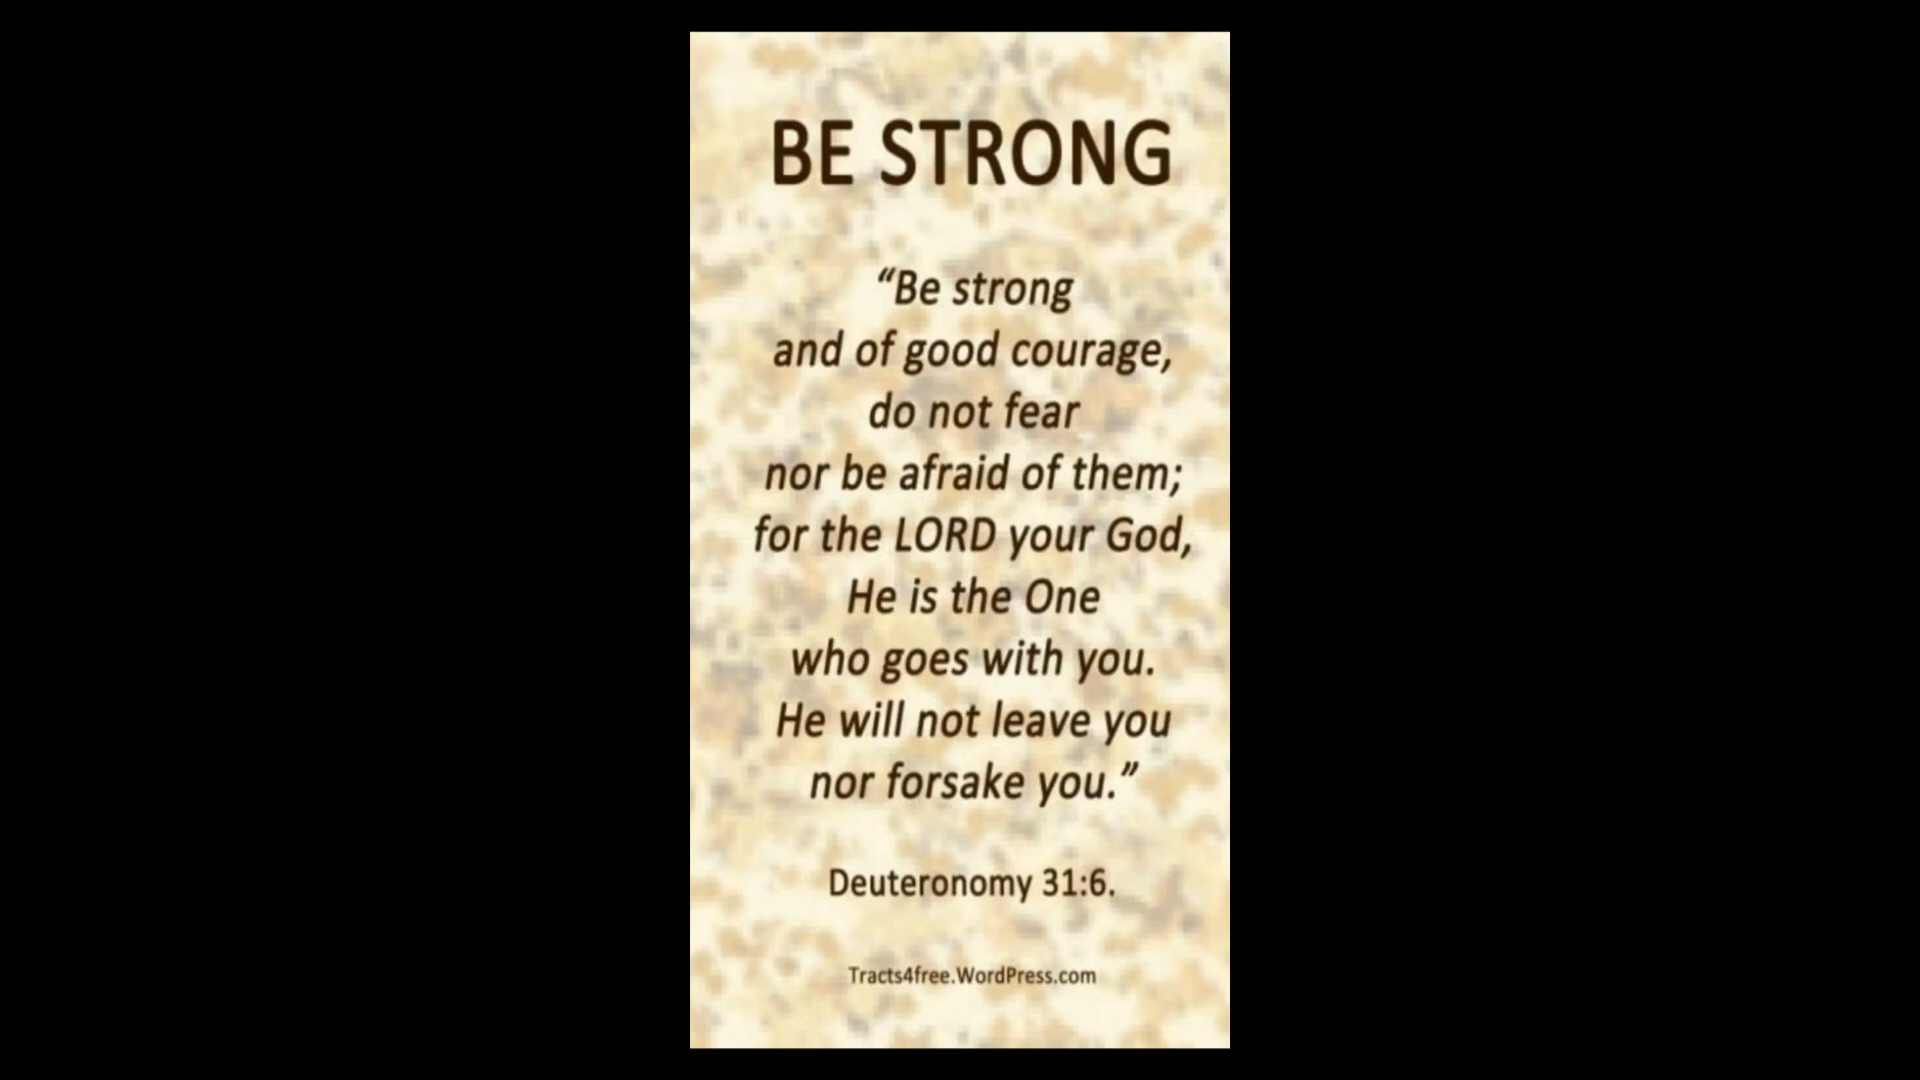 BE STRONG
“Be strong
and of good courage,
do not fear
nor be afraid of them;
for the LORD your God,
He is the One
who goes with you.
He will not leave you
nor forsake you.”
Deuteronomy 31:6.
Tracts4free.WordPress.com